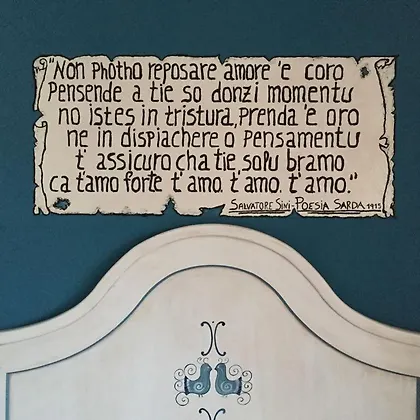 "Non photho reposare amore 'e coro
Pensende a tie so donzi momentu
no istes in tristura, prenda 'e oro
ne in dispiachere o pensamentu
t' assicuro cha tie solu bramo
ca t'amo forte t'amo, t'amo, t'amo."
Salvatore Sini-Poesia Sarda 1915